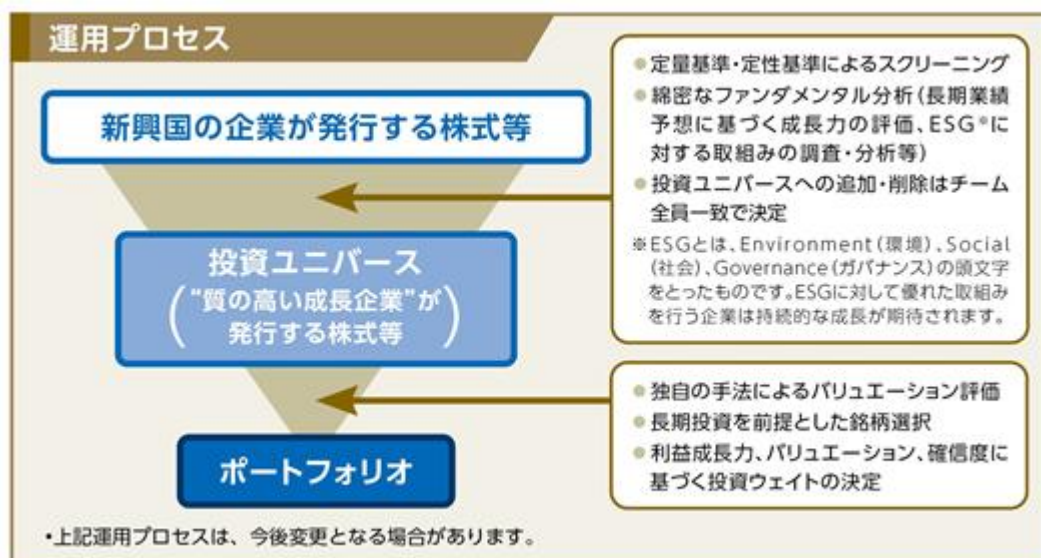 運用プロセス
新興国の企業が発行する株式等
●定量基準・定性基準によるスクリーニング
●綿密なファンダメンタル分析(長期業績
予想に基づく成長力の評価、ESG※に
対する取組みの調査・分析等)
●投資ユニバースへの追加・削除はチーム
全員一致で決定
※ESGとは、Environment(環境)、Social
(社会)、Governance(ガバナンス)の頭文字
をとったものです。ESGに対して優れた取組み
を行う企業は持続的な成長が期待されます。
投資ユニバース
("質の高い成長企業"が
発行する株式等)
●独自の手法によるバリュエーション評価
●長期投資を前提とした銘柄選択
●利益成長力、バリュエーション、確信度に
基づく投資ウェイトの決定
ポートフォリオ
・上記運用プロセスは、今後変更となる場合があります。